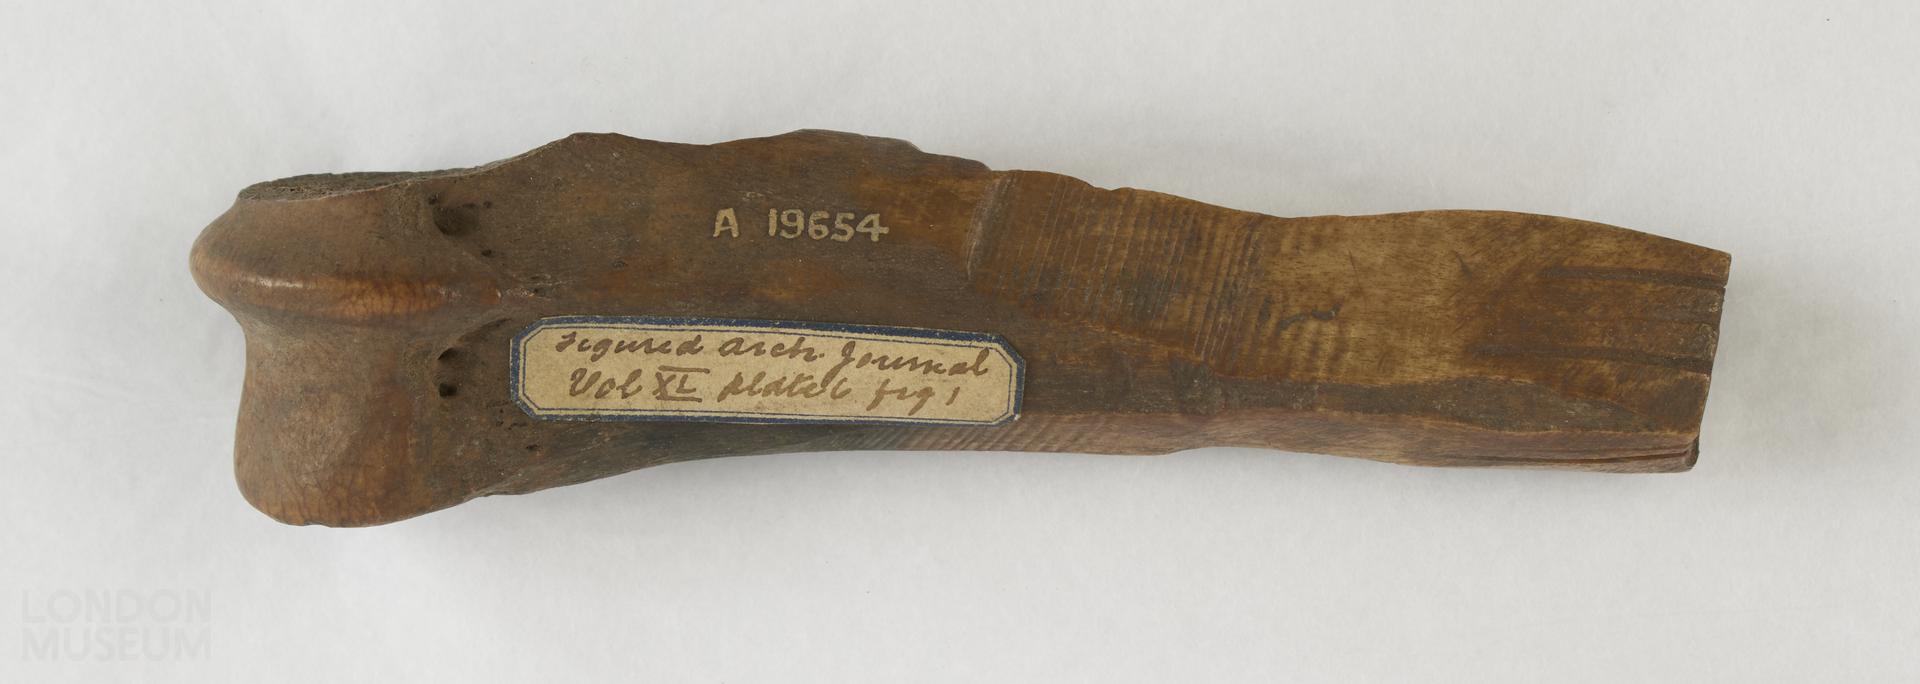 A 19654
Figured Arch. Journal
Vol XL plate 6 fig 1
LONDON
MUSEUM